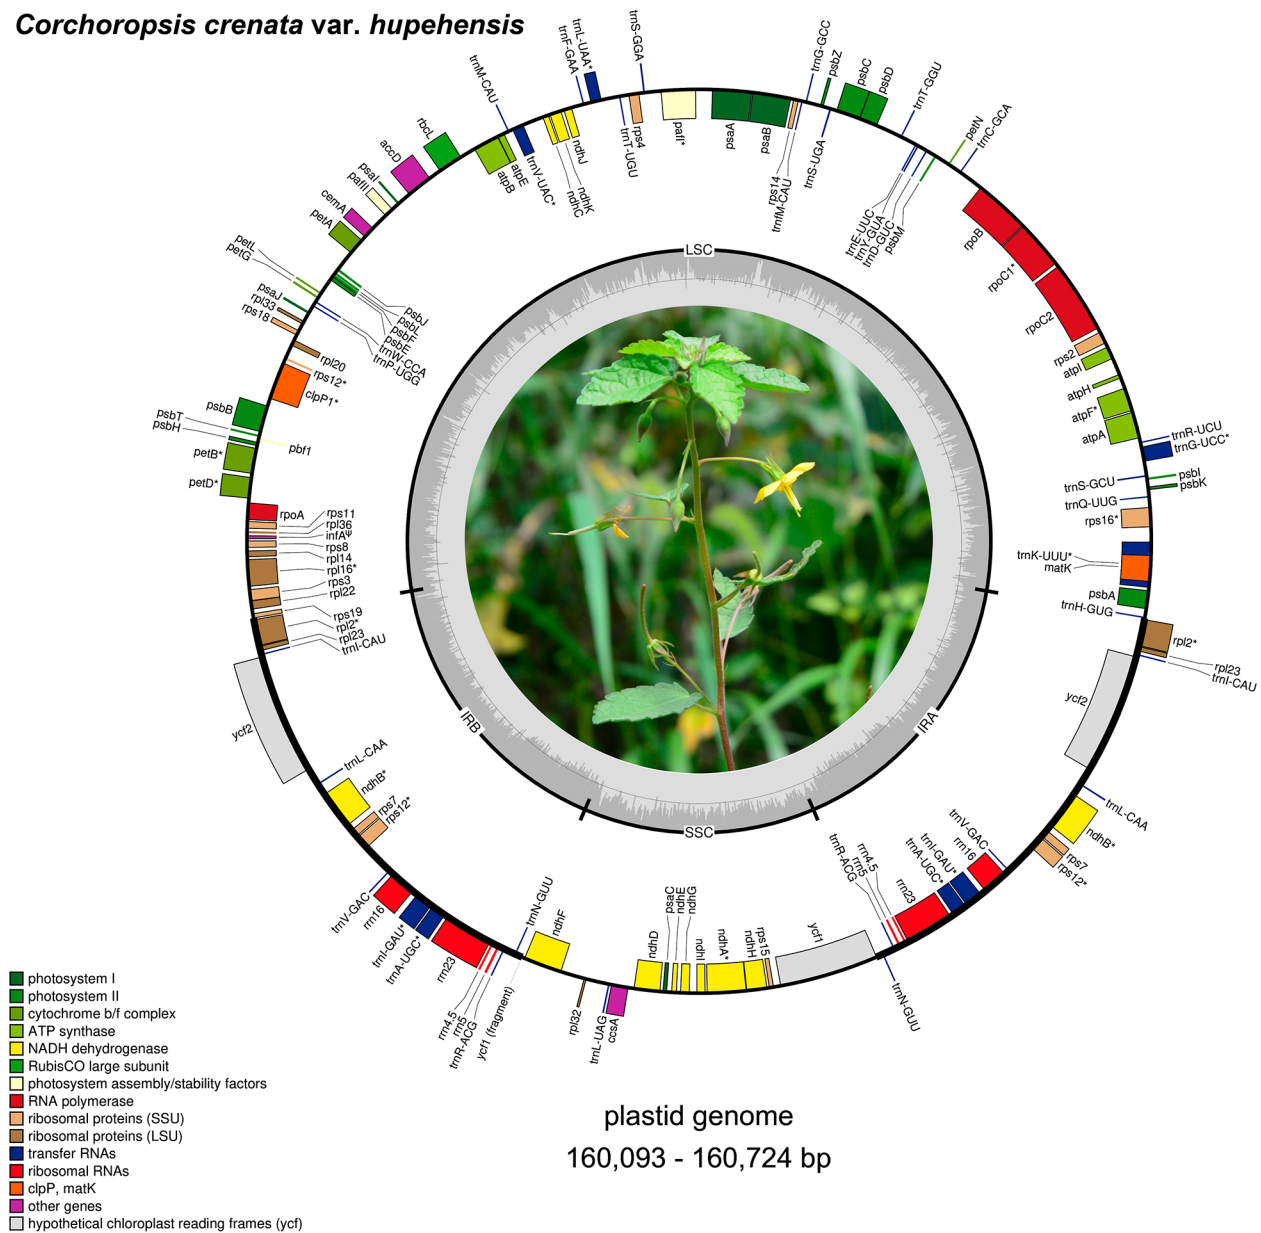 Corchoropsis crenata var. hupehensis
trnL-UAA*
trnF-GAA
trnS-GGA
trnM-CAU
rbcL
accD
psaI
pafII
cemA
petA
petL
petG
psaJ
rpl33
rps18
psbB
psbT
psbH
petB*
petD*
trnG-GCC
psbZ
psbC
psbD
trnT-GGU
petN
trnC-GCA
atpB
atpE
trnV-UAC*
ndhC
ndhK
ndhJ
trnT-UGU
rps4
pafI*
psaA
psaB
rps14
trnfM-CAU
trnS-UGA
trnE-UUC
trnY-GUA
trnD-GUC
psbM
rpoB
rpoC1*
rpoC2
rps2
atpI
atpH
atpF*
atpA
trnR-UCU
trnG-UCC*
trnS-GCU
psbI
psbK
trnQ-UUG
rps16*
trnK-UUU*
matK
psbA
trnH-GUG
rpl2*
rpl23
trnI-CAU
ycf2
trnL-CAA
ndhB*
rps7
rps12*
trnV-GAC
rrn16
trnI-GAU*
trnA-UGC*
rrn23
rrn4.5
rrn5
trnR-ACG
trnN-GUU
ycf1
rps15
ndhH
ndhA*
ndhI
ndhG
ndhE
psaC
ndhD
ccsA
trnL-UAG
rpl32
ndhF
trnN-GUU
ycf1 (fragment)
trnR-ACG
rrn5
rrn4.5
rrn23
trnA-UGC*
trnI-GAU*
rrn16
trnV-GAC
rps12*
rps7
ndhB*
trnL-CAA
ycf2
trnI-CAU
rpl23
rpl2*
rps19
rpl22
rps3
rpl16*
rpl14
rps8
infAΨ
rpl36
rps11
rpoA
pbf1
clpP1*
rps12*
rpl20
trnP-UGG
trnW-CCA
psbE
psbF
psbL
psbJ
LSC
IRB
IRA
SSC
photosystem I
photosystem II
cytochrome b/f complex
ATP synthase
NADH dehydrogenase
RubisCO large subunit
photosystem assembly/stability factors
RNA polymerase
ribosomal proteins (SSU)
ribosomal proteins (LSU)
transfer RNAs
ribosomal RNAs
clpP, matK
other genes
hypothetical chloroplast reading frames (ycf)
plastid genome
160,093 - 160,724 bp